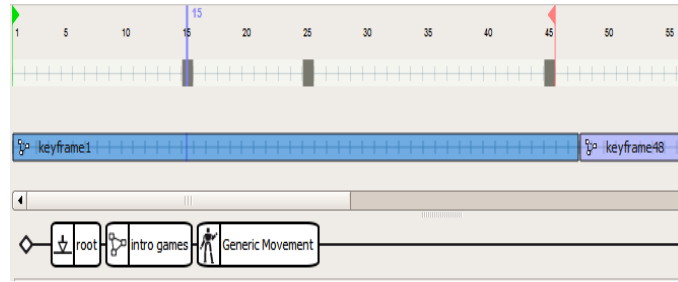 15
1 5 10 15 20 25 30 35 40 45 50 55
keyframe1 keyframe48
root intro games Generic Movement